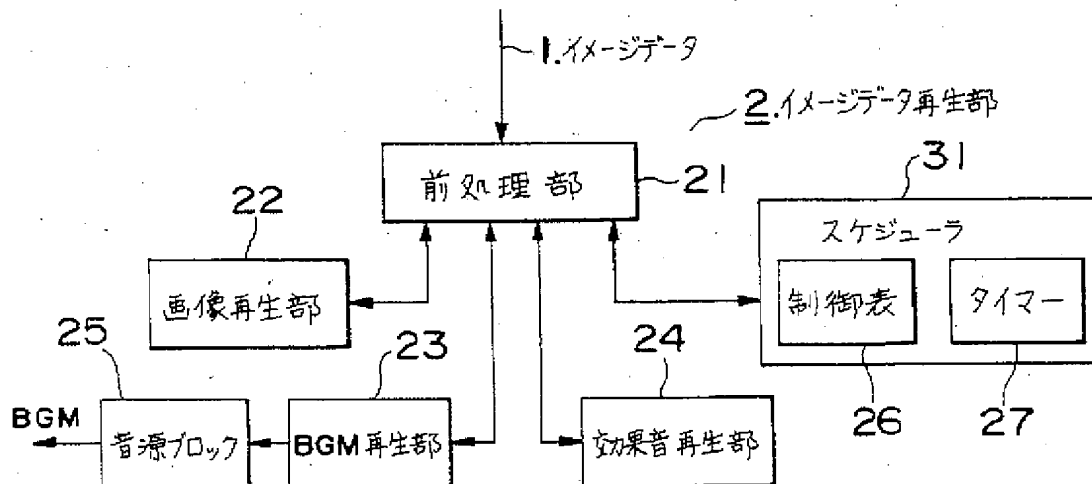 1.イメージデータ
2.イメージデータ再生部
前処理部
21
31
スケジューラ
制御表
タイマー
26
27
22
画像再生部
25
23
24
BGM
音源ブロック
BGM再生部
効果音再生部